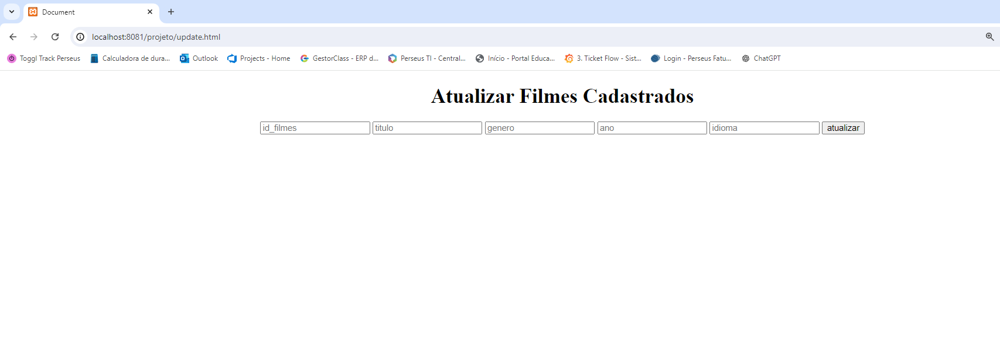 Document
localhost:8081/projeto/update.html
Toggl Track Perseus Calculadora de dura... Outlook Projects - Home GestorClass - ERP d... Perseus TI - Central... Início - Portal Educa... 3. Ticket Flow - Sist... Login - Perseus Fatu... ChatGPT
Atualizar Filmes Cadastrados
id_filmes titulo genero ano idioma atualizar